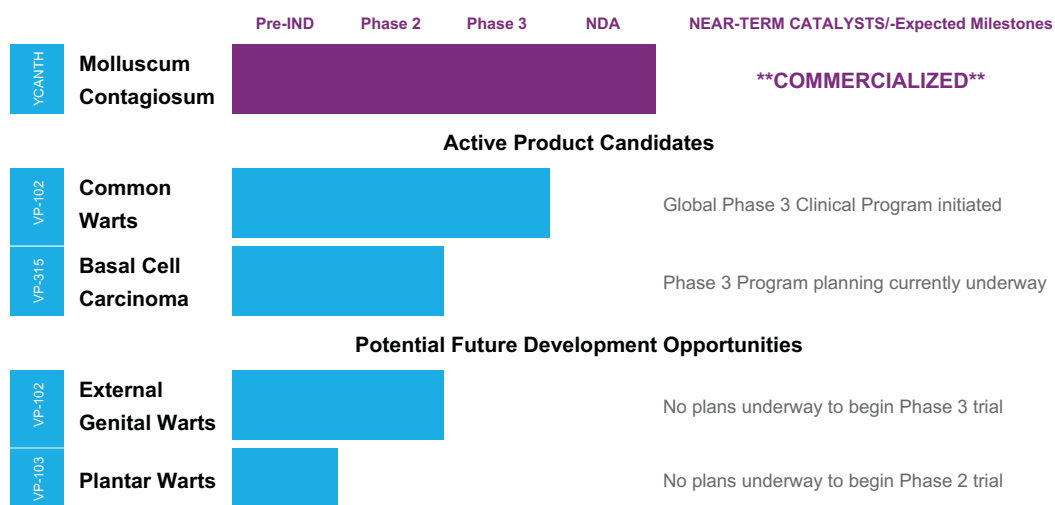 Pre-IND Phase 2 Phase 3 NDA NEAR-TERM CATALYSTS/-Expected Milestones
YCANTH
Molluscum
Contagiosum
**COMMERCIALIZED**
Active Product Candidates
VP-102
Common
Warts
Global Phase 3 Clinical Program initiated
VP-315
Basal Cell
Carcinoma
Phase 3 Program planning currently underway
Potential Future Development Opportunities
VP-102
External
Genital Warts
No plans underway to begin Phase 3 trial
VP-103
Plantar Warts
No plans underway to begin Phase 2 trial